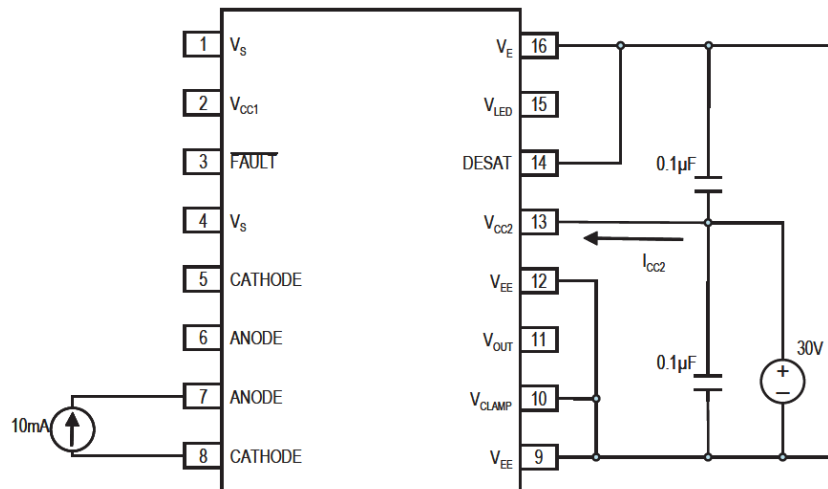 1 VS
2 VCC1
3 FAULT
4 VS
5 CATHODE
6 ANODE
7 ANODE
8 CATHODE
10mA
VE 16
VLED 15
DESAT 14
VCC2 13
VEE 12
VOUT 11
VCLAMP 10
VEE 9
0.1µF
ICC2
0.1µF
30V
+
–